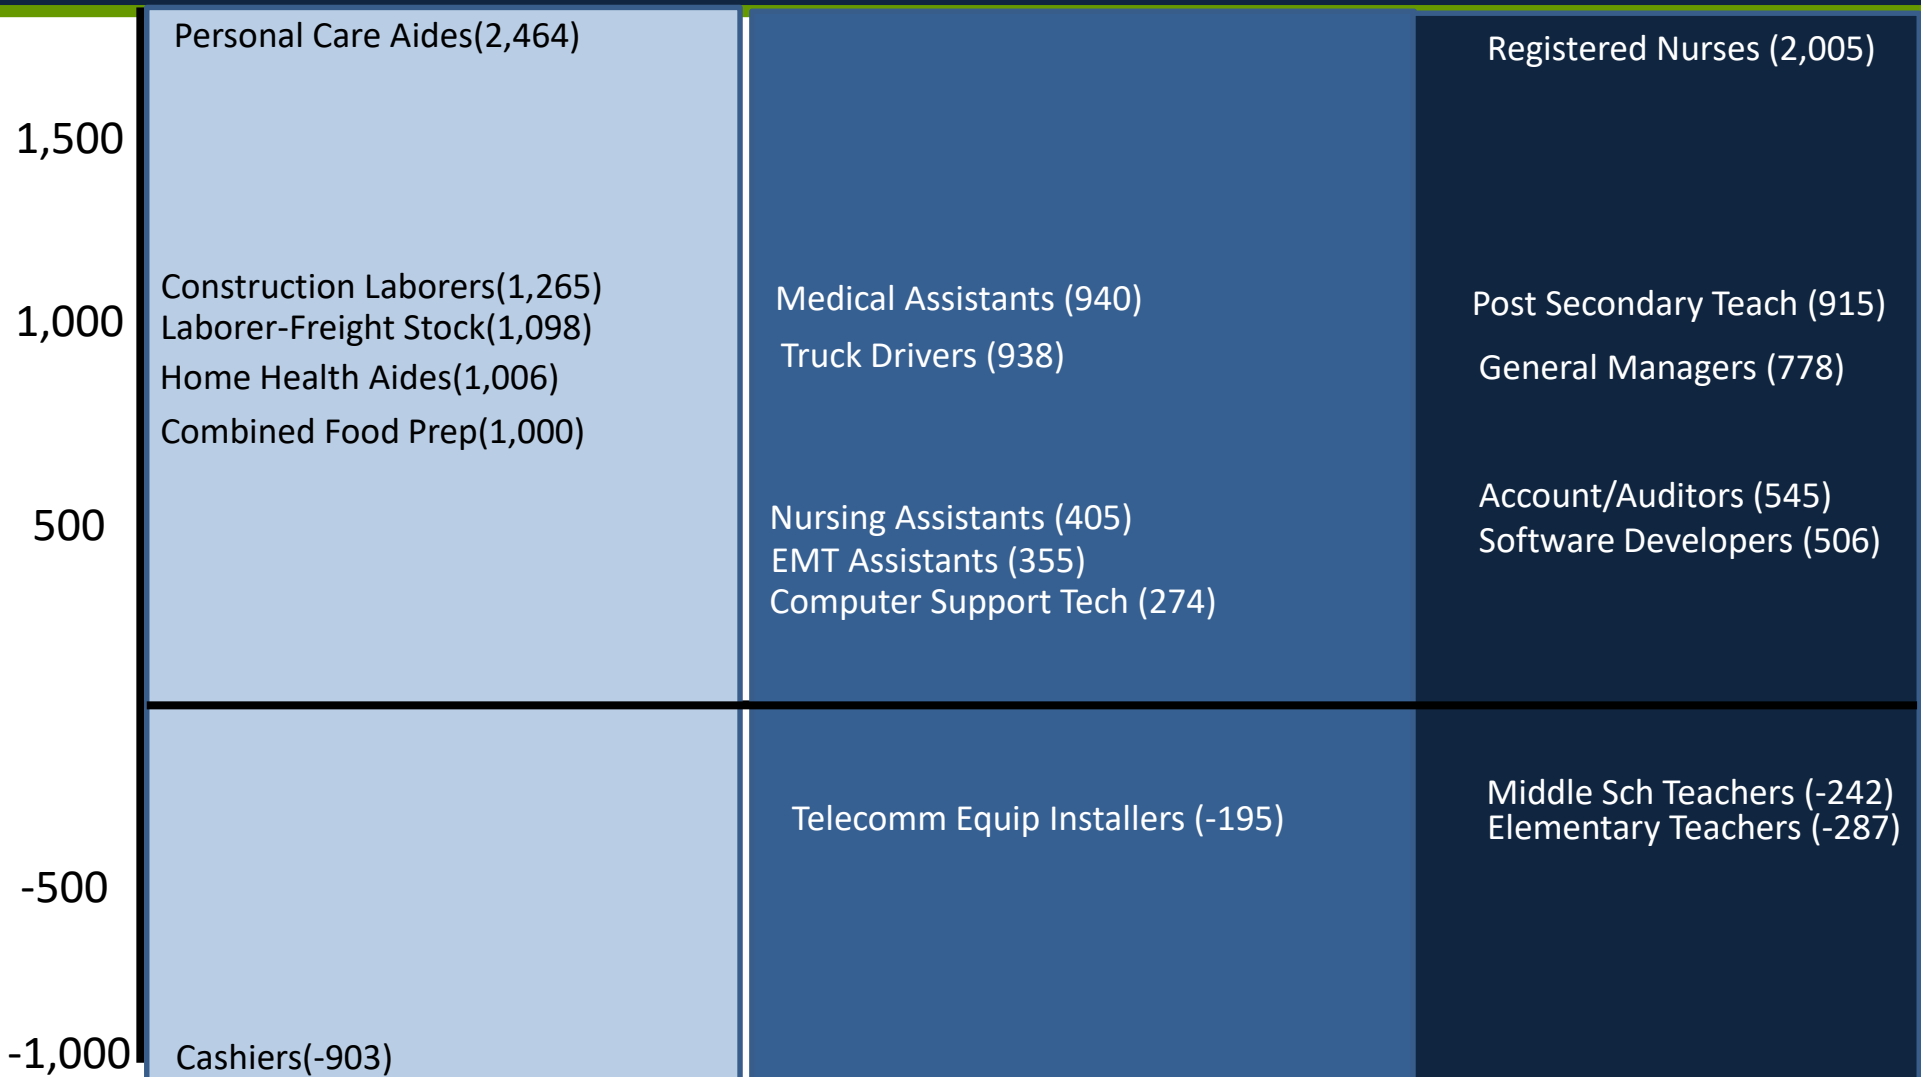 1,500
1,000
500
-500
-1,000
Personal Care Aides(2,464)
Construction Laborers(1,265)
Laborer-Freight Stock(1,098)
Home Health Aides(1,006)
Combined Food Prep(1,000)
Cashiers(-903)
Medical Assistants (940)
Truck Drivers (938)
Nursing Assistants (405)
EMT Assistants (355)
Computer Support Tech (274)
Telecomm Equip Installers (-195)
Registered Nurses (2,005)
Post Secondary Teach (915)
General Managers (778)
Account/Auditors (545)
Software Developers (506)
Middle Sch Teachers (-242)
Elementary Teachers (-287)